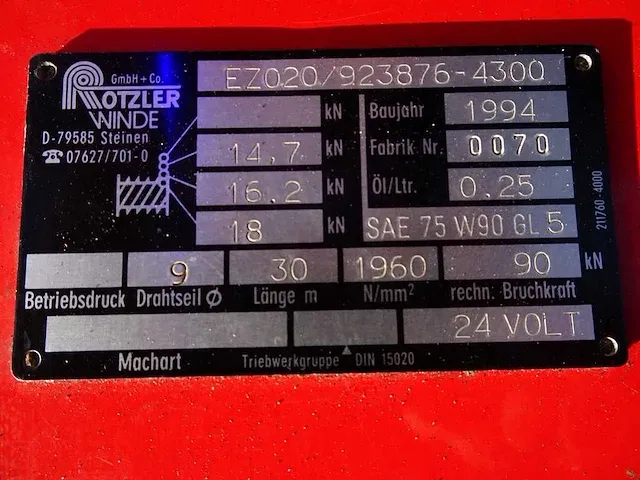 GmbH + Co.
ROTZLER
WINDE
D-79585 Steinen
☎ 07627/701-0
EZ020/923876-4300
kN
14,7 kN
16.2 kN
18 kN
Baujahr 1994
Fabrik Nr. 0070
Öl/Ltr. 0.25
SAE 75 W90 GL 5
211760-4000
9 30 1960 90 kN
Betriebsdruck Drahtseil Ø Länge m N/mm² rechn. Bruchkraft
24 VOLT
Machart Triebwerkgruppe DIN 15020